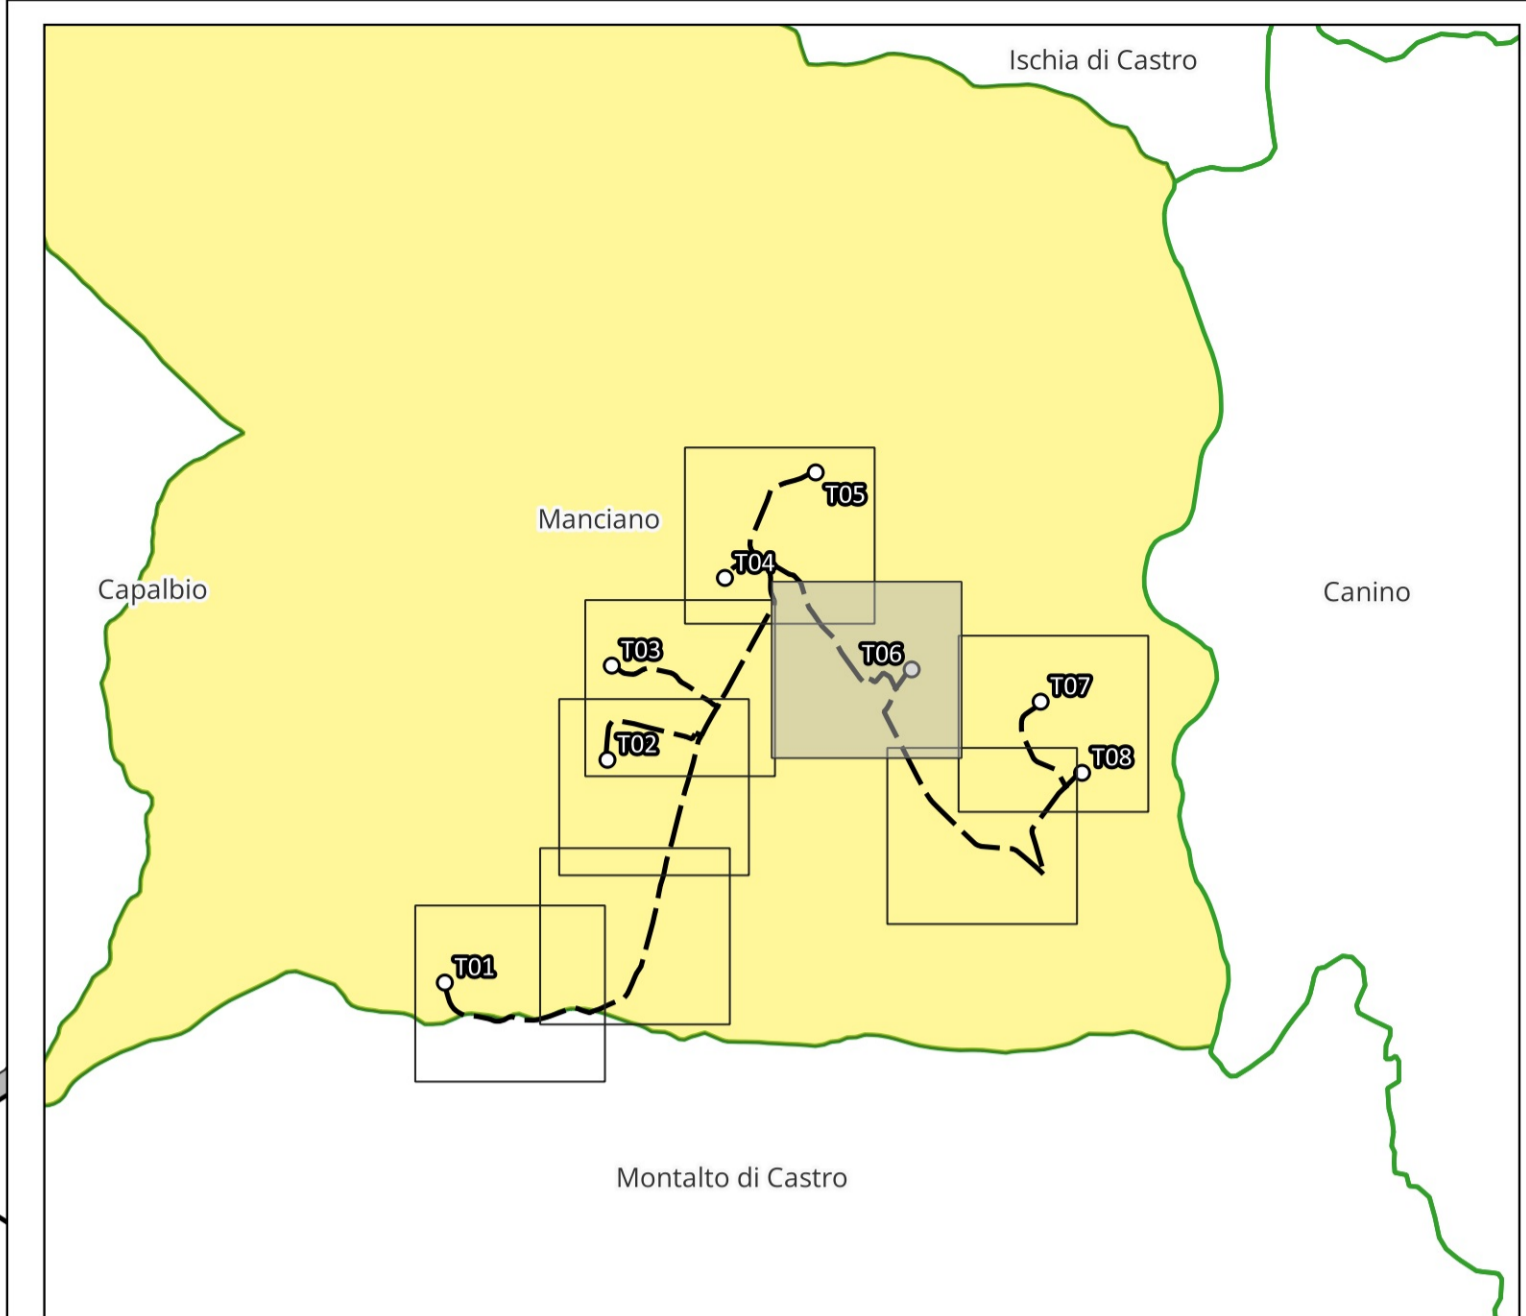 Ischia di Castro
T05
Manciano
T04
Capalbio
Canino
T03
T06
T07
T02
T08
T01
Montalto di Castro